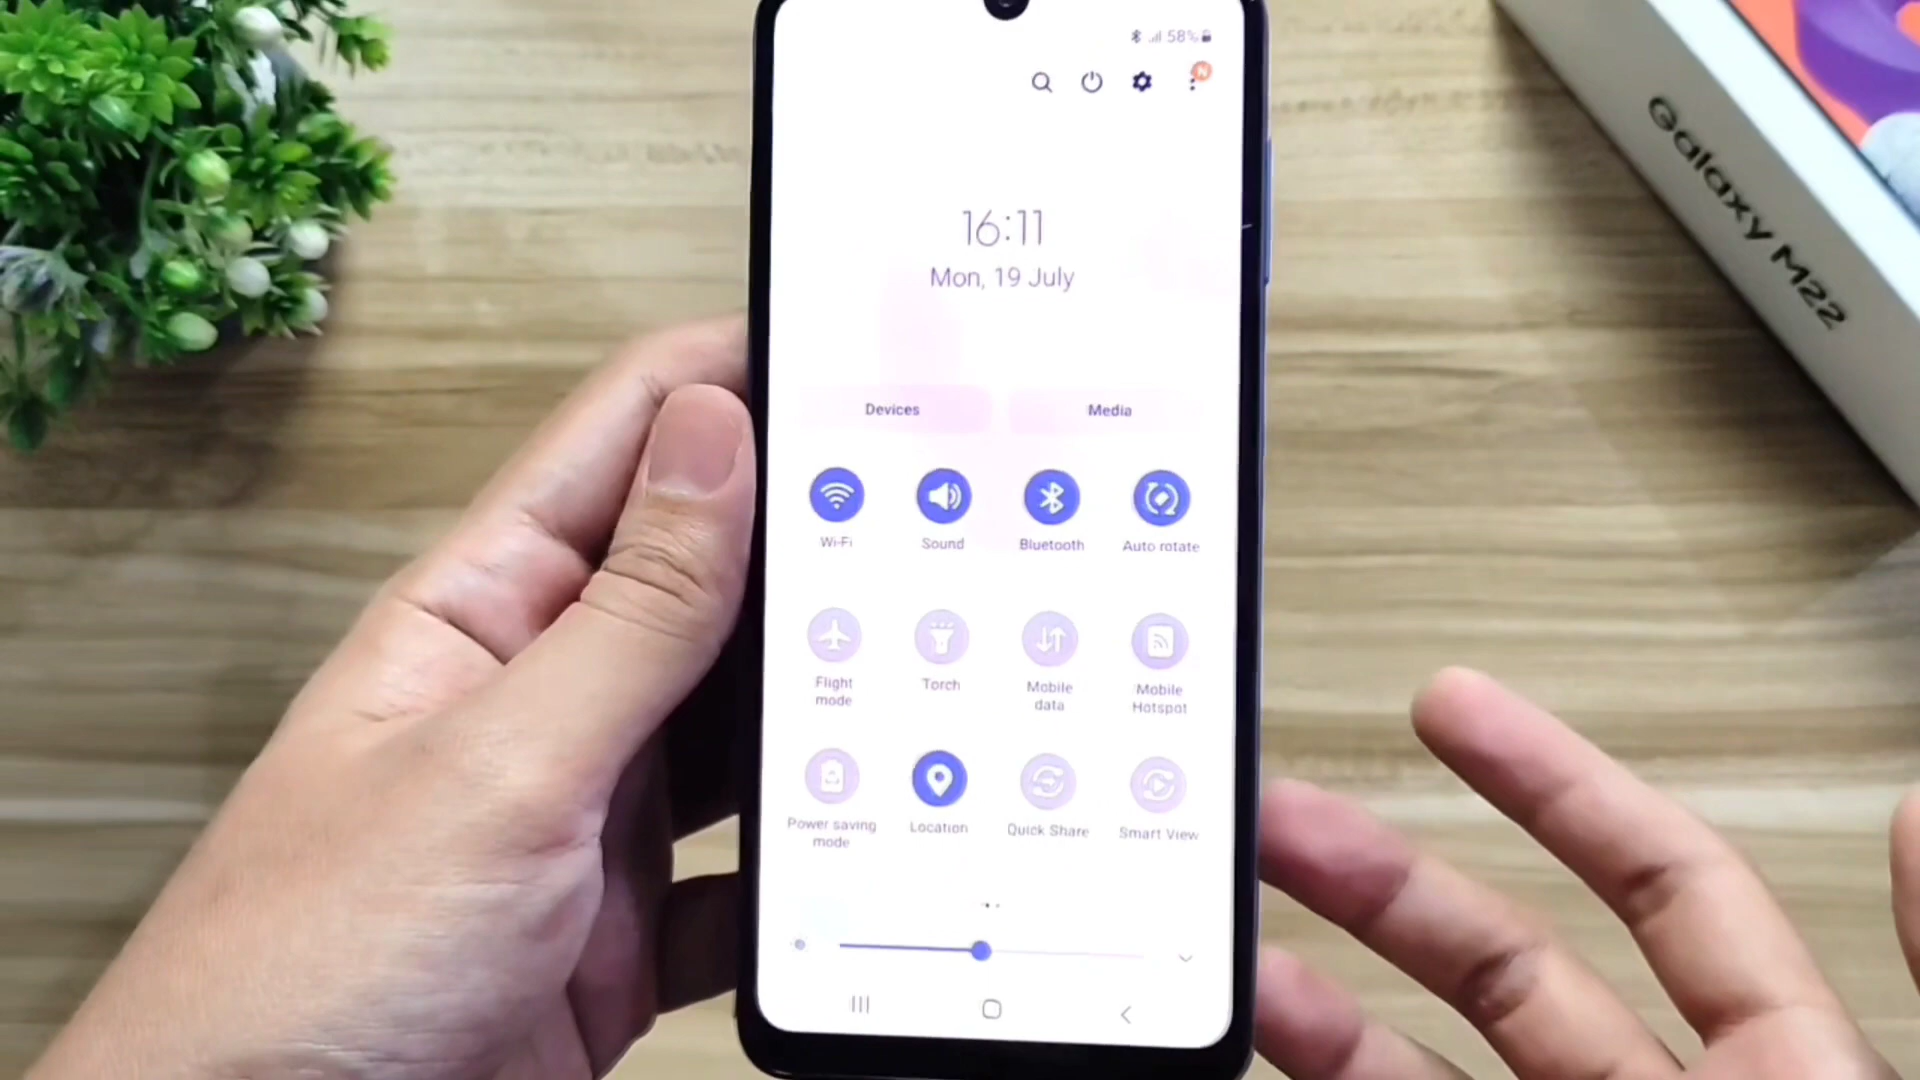 58%
N
16:11
Mon, 19 July
Devices
Media
Wi-Fi
Sound
Bluetooth
Auto rotate
Flight
mode
Torch
Mobile
data
Mobile
Hotspot
Power saving
mode
Location
Quick Share
Smart View
Galaxy M22